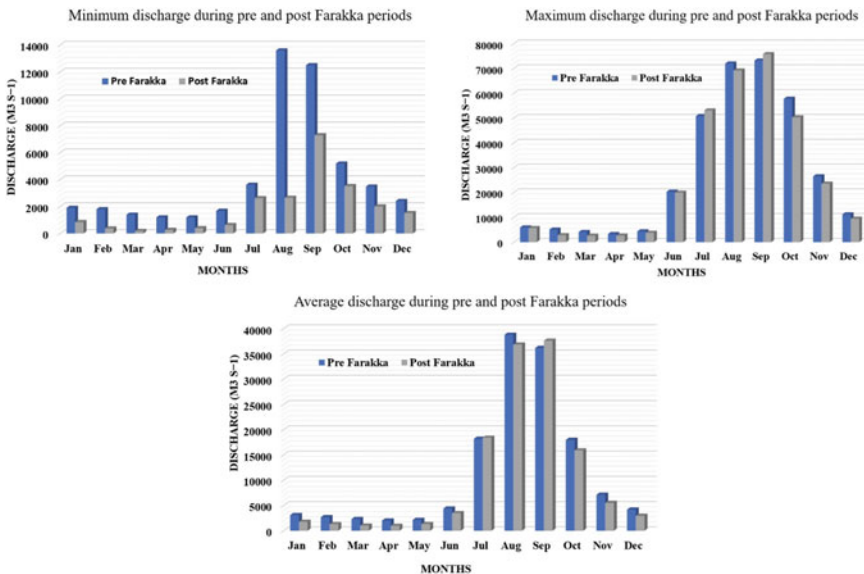 Minimum discharge during pre and post Farakka periods
14000
12000
10000
8000
6000
4000
2000
0
DISCHARGE (M3 S−1)
Pre Farakka Post Farakka
Jan Feb Mar Apr May Jun Jul Aug Sep Oct Nov Dec
MONTHS
Maximum discharge during pre and post Farakka periods
80000
70000
60000
50000
40000
30000
20000
10000
0
DISCHARGE (M3 S−1)
Pre Farakka Post Farakka
Jan Feb Mar Apr May Jun Jul Aug Sep Oct Nov Dec
MONTHS
Average discharge during pre and post Farakka periods
40000
35000
30000
25000
20000
15000
10000
5000
0
DISCHARGE (M3 S−1)
Pre Farakka Post Farakka
Jan Feb Mar Apr May Jun Jul Aug Sep Oct Nov Dec
MONTHS